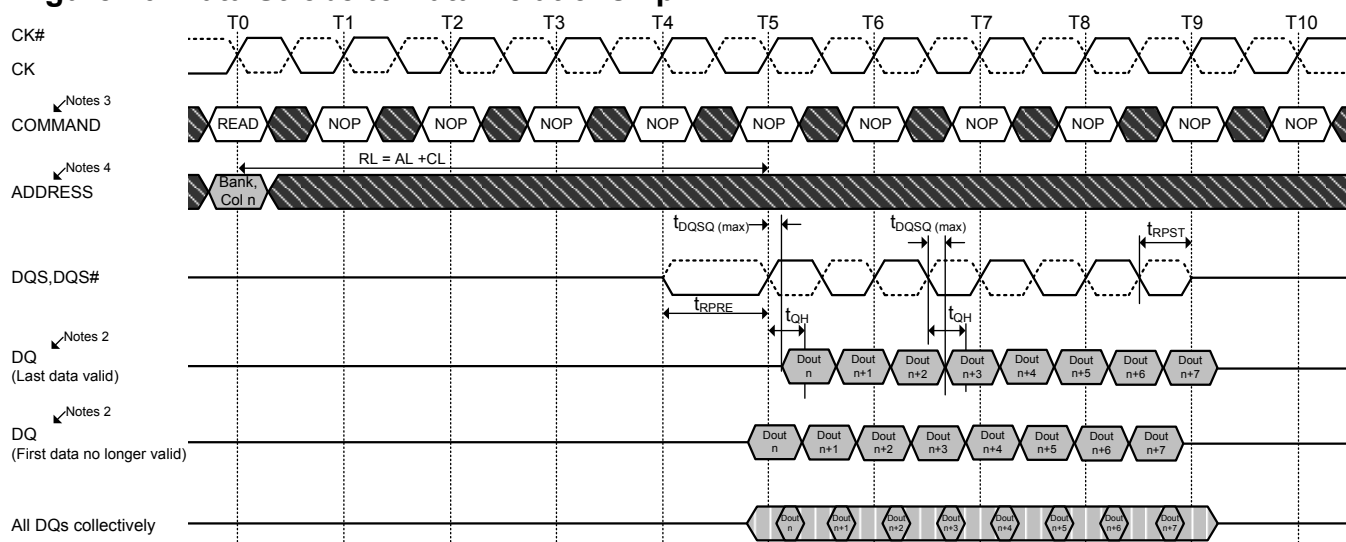 T0 T1 T2 T3 T4 T5 T6 T7 T8 T9 T10
CK#
CK
Notes 3
COMMAND
READ NOP NOP NOP NOP NOP NOP NOP NOP NOP NOP
RL = AL +CL
Notes 4
ADDRESS
Bank,
Col n
tDQSQ (max)
tDQSQ (max)
tRPST
DQS,DQS#
tRPRE
tQH
tQH
Notes 2
DQ
(Last data valid)
Dout n
Dout n+1
Dout n+2
Dout n+3
Dout n+4
Dout n+5
Dout n+6
Dout n+7
Notes 2
DQ
(First data no longer valid)
Dout n
Dout n+1
Dout n+2
Dout n+3
Dout n+4
Dout n+5
Dout n+6
Dout n+7
All DQs collectively
Dout n
Dout n+1
Dout n+2
Dout n+3
Dout n+4
Dout n+5
Dout n+6
Dout n+7